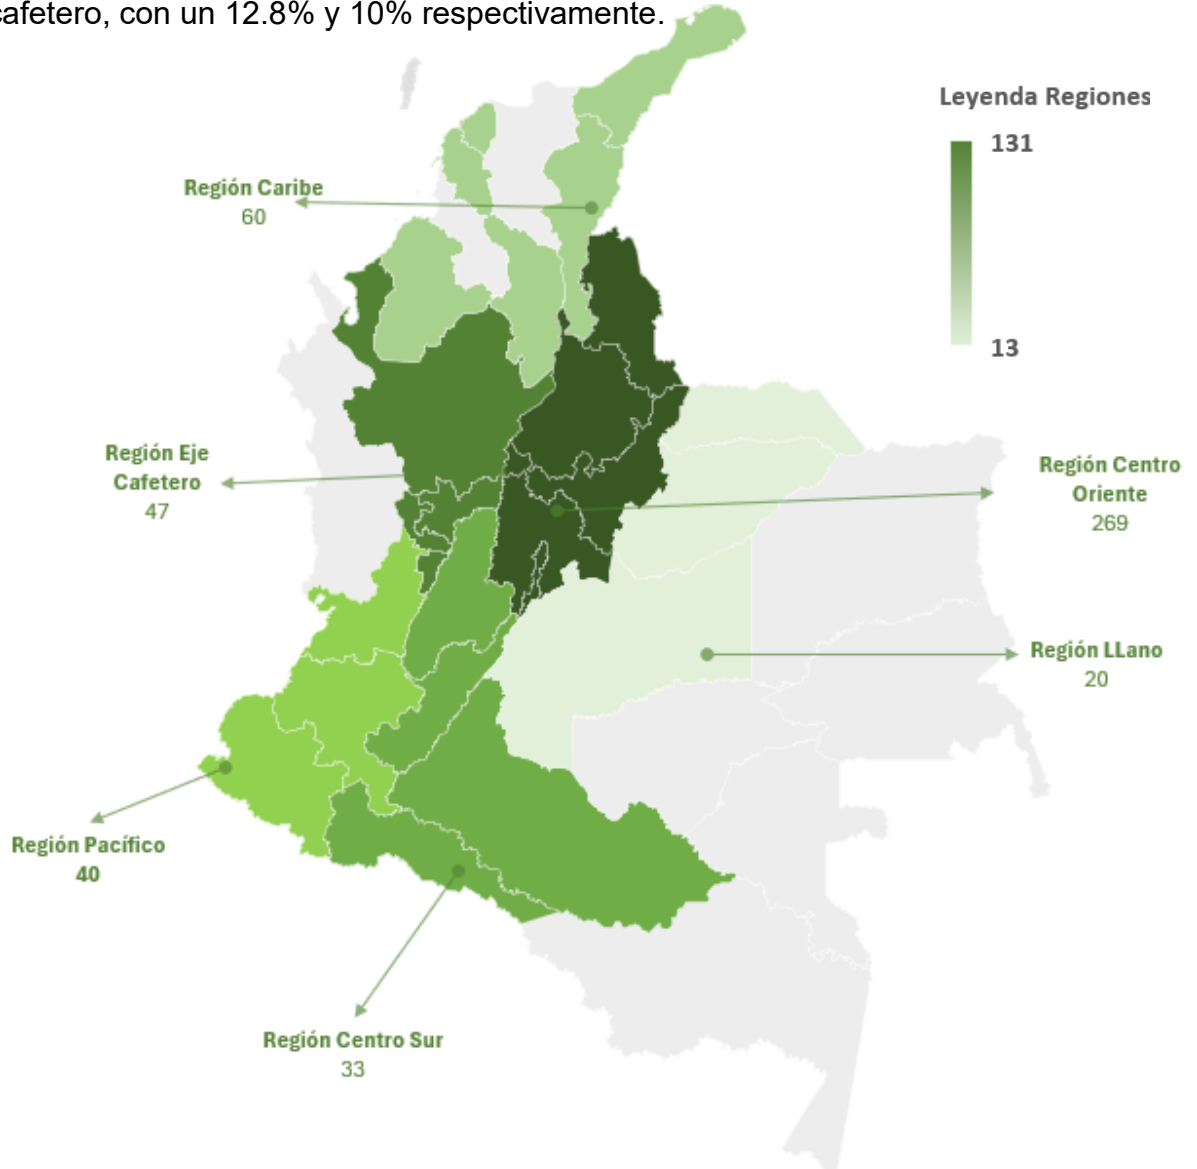 cafetero, con un 12.8% y 10% respectivamente.
Leyenda Regiones
131
13
Región Caribe
60
Región Eje
Cafetero
47
Región Centro
Oriente
269
Región LLano
20
Región Pacífico
40
Región Centro Sur
33